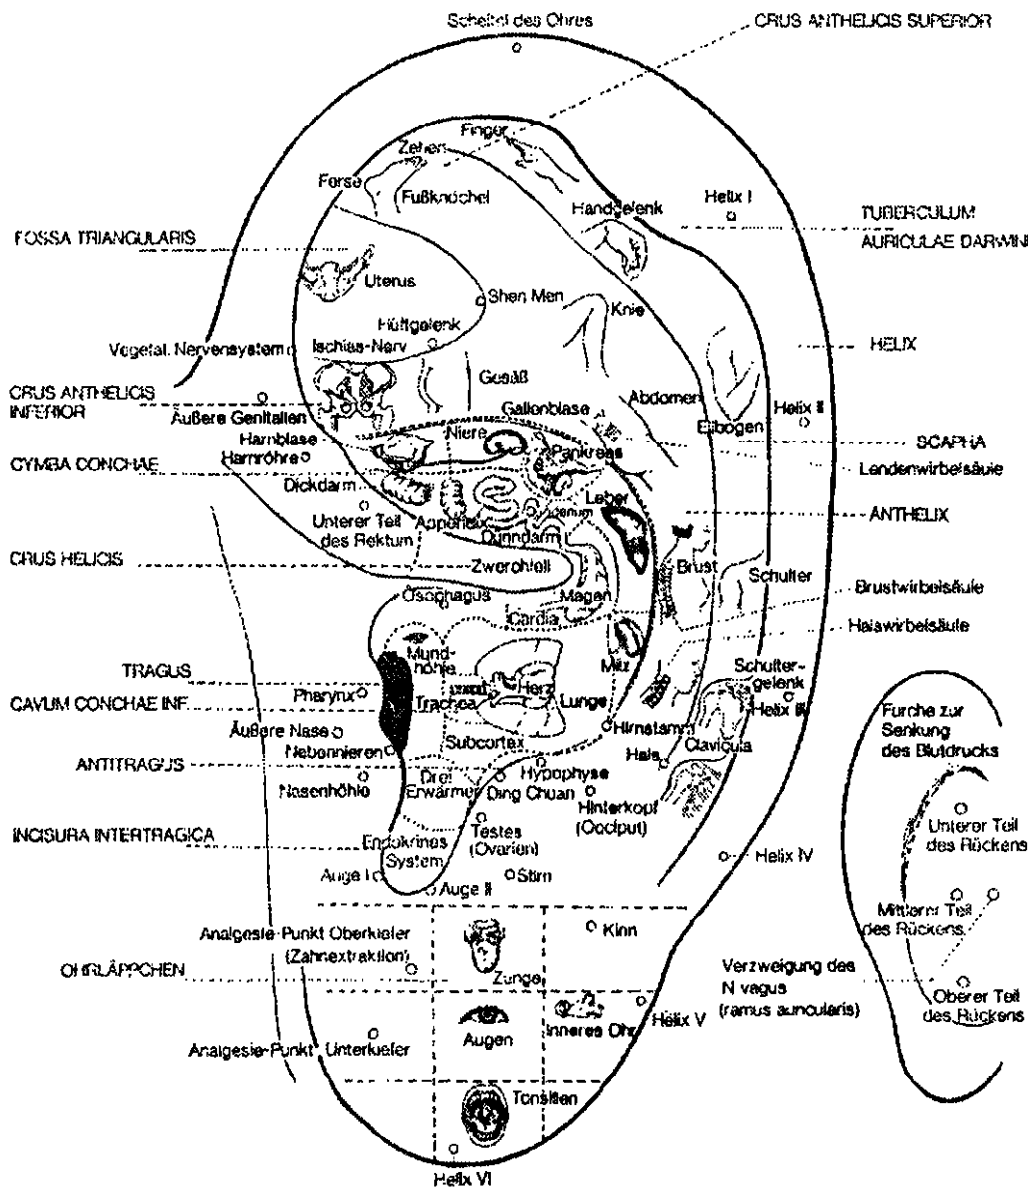 Scheitel des Ohres
CRUS ANTHELICIS SUPERIOR
Finger
Zehen
Ferse
Fußknöchel
Helix I
Handgelenk
TUBERCULUM
AURICULAE DARWINI
FOSSA TRIANGULARIS
Uterus
Shen Men
Knie
Hüftgelenk
Vegetal. Nervensystem
Ischias-Nerv
HELIX
Gesäß
CRUS ANTHELICIS
INFERIOR
Äußere Genitalien
Abdomen
Helix II
Gallenblase
Ellbogen
Harnblase
Niere
SCAPHA
Harnröhre
Pankreas
CYMBA CONCHAE
Lendenwirbelsäule
Dickdarm
Leber
Unterer Teil
des Rektum
Appendix
Duodenum
ANTHELIX
Dünndarm
CRUS HELICIS
Zwerchfell
Brust
Schulter
Ösophagus
Magen
Brustwirbelsäule
Cardia
Halswirbelsäule
Mund-
höhle
Milz
TRAGUS
Schulter-
gelenk
Pharynx
Trachea
Herz
Lunge
Helix III
CAVUM CONCHAE INF.
Äußere Nase
Hirnstamm
Furche zur
Senkung
des Blutdrucks
Nebennieren
Subcortex
Clavicula
Hals
ANTITRAGUS
Drei
Erwärmer
Hypophyse
Nasenhöhle
Ding Chuan
Hinterkopf
(Occiput)
Testes
(Ovarien)
Unterer Teil
des Rückens
INCISURA INTERTRAGICA
Endokrines
System
Helix IV
Auge I
Auge II
Stirn
Mittlerer Teil
des Rückens
Analgesie-Punkt Oberkiefer
(Zahnextraktion)
Kinn
OHRLÄPPCHEN
Zunge
Verzweigung des
N vagus
(ramus auricularis)
Oberer Teil
des Rückens
Helix V
Augen
Inneres Ohr
Analgesie-Punkt Unterkiefer
Tonsillen
Helix VI